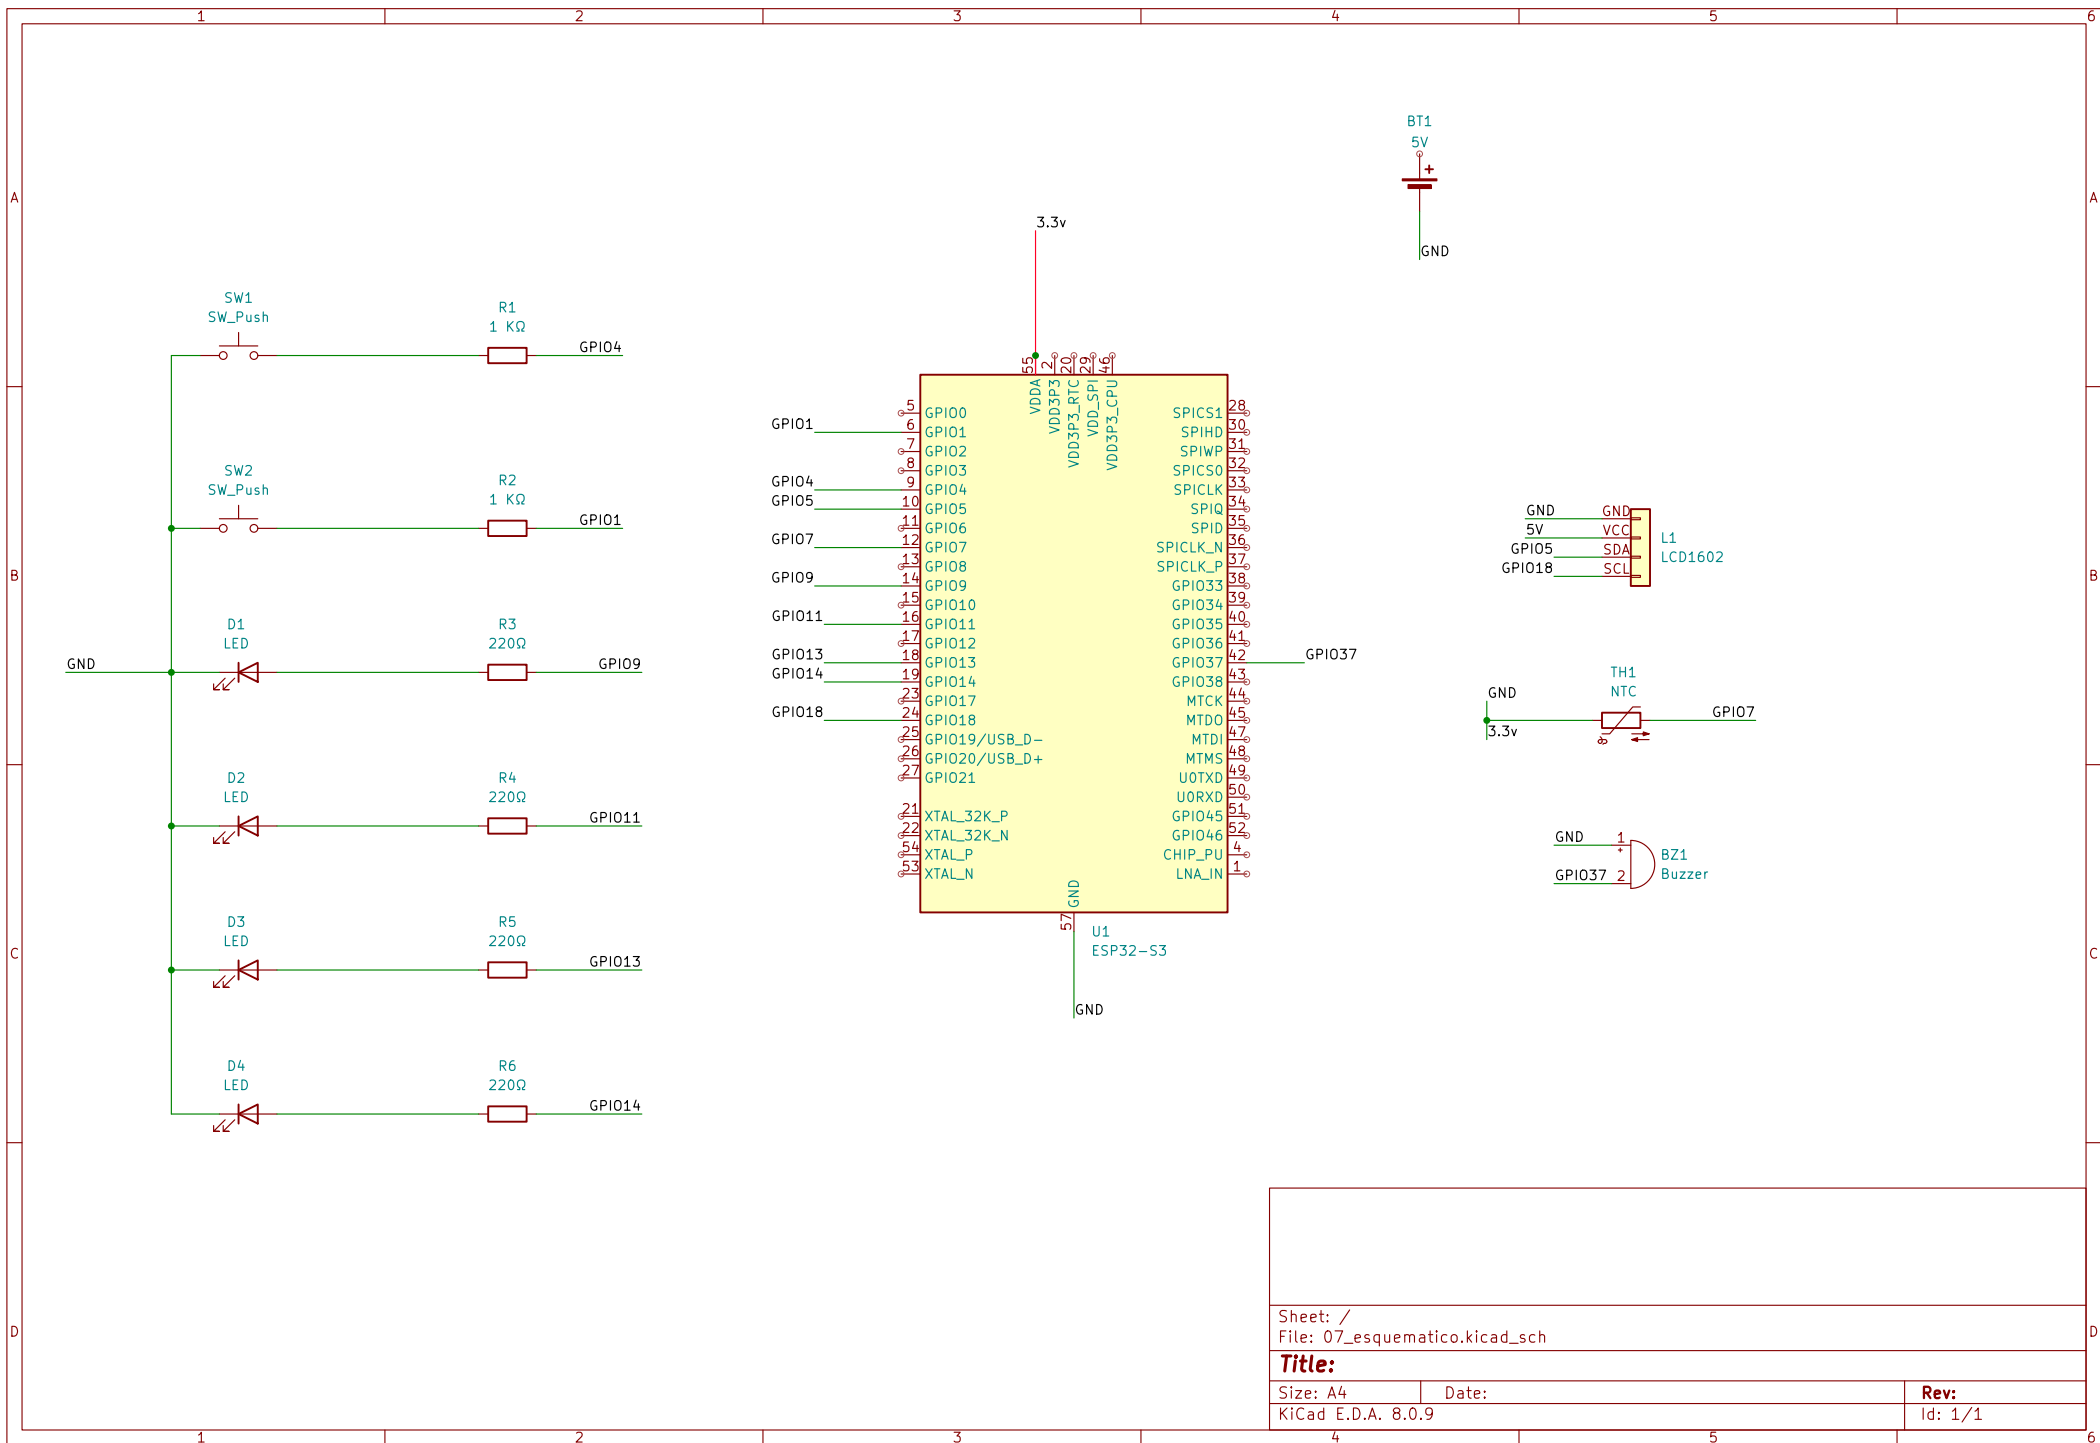 1 2 3 4 5 6
A A
B B
C C
D D
BT1
5V
+
GND
3.3v
SW1
SW_Push
R1
1 KΩ
GPIO4
SW2
SW_Push
R2
1 KΩ
GPIO1
GND
D1
LED
R3
220Ω
GPIO9
D2
LED
R4
220Ω
GPIO11
D3
LED
R5
220Ω
GPIO13
D4
LED
R6
220Ω
GPIO14
55 VDDA
2 VDD3P3
20 VDD3P3_RTC
29 VDD_SPI
46 VDD3P3_CPU
5 GPIO0
GPIO1 6 GPIO1
7 GPIO2
8 GPIO3
GPIO4 9 GPIO4
GPIO5 10 GPIO5
11 GPIO6
GPIO7 12 GPIO7
13 GPIO8
GPIO9 14 GPIO9
15 GPIO10
GPIO11 16 GPIO11
17 GPIO12
GPIO13 18 GPIO13
GPIO14 19 GPIO14
23 GPIO17
GPIO18 24 GPIO18
25 GPIO19/USB_D-
26 GPIO20/USB_D+
27 GPIO21
21 XTAL_32K_P
22 XTAL_32K_N
54 XTAL_P
53 XTAL_N
SPICS1 28
SPIHD 30
SPIWP 31
SPICS0 32
SPICLK 33
SPIQ 34
SPID 35
SPICLK_N 36
SPICLK_P 37
GPIO33 38
GPIO34 39
GPIO35 40
GPIO36 41
GPIO37 42 GPIO37
GPIO38 43
MTCK 44
MTDO 45
MTDI 47
MTMS 48
U0TXD 49
U0RXD 50
GPIO45 51
GPIO46 52
CHIP_PU 4
LNA_IN 1
GND
57
U1
ESP32-S3
GND
GND GND
5V VCC
GPIO5 SDA
GPIO18 SCL
L1
LCD1602
TH1
NTC
GND
3.3v
GPIO7
GND 1
+
GPIO37 2
BZ1
Buzzer
Sheet: /
File: 07_esquematico.kicad_sch
Title:
Size: A4 Date: Rev:
KiCad E.D.A. 8.0.9 Id: 1/1
1 2 3 4 5 6